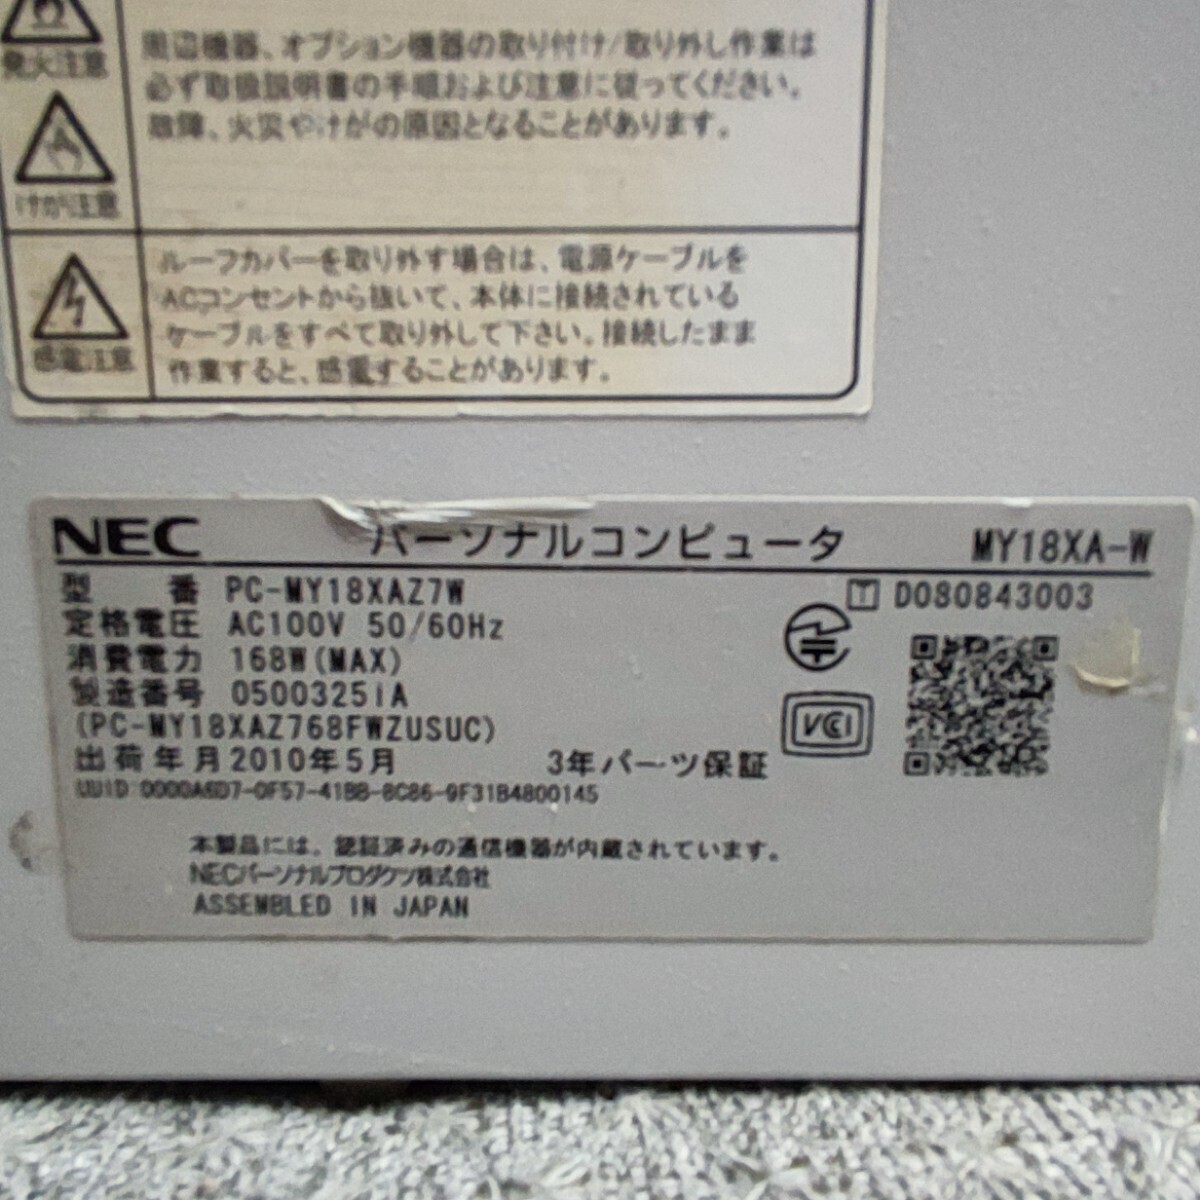 発火注意
周辺機器、オプション機器の取り付け/取り外し作業は
必ず取扱説明書の手順および注意に従ってください。
故障、火災やけがの原因となることがあります。
けがり注意
ルーフカバーを取り外す場合は、電源ケーブルを
ACコンセントから抜いて、本体に接続されている
ケーブルをすべて取り外して下さい。接続したまま
作業すると、感電することがあります。
感電注意
NEC パーソナルコンピュータ MY18XA-W
型番 PC-MY18XAZ7W
T D080843003
定格電圧 AC100V 50/60Hz
消費電力 168W(MAX)
製造番号 05003251A
(PC-MY18XAZ768FWZUSUC)
VCI
出荷年月 2010年5月 3年パーツ保証
UUID:0000A6D7-0F57-41BB-8C86-9F31B4800145
本製品には、認証済みの通信機器が内蔵されています。
NECパーソナルプロダクツ株式会社
ASSEMBLED IN JAPAN